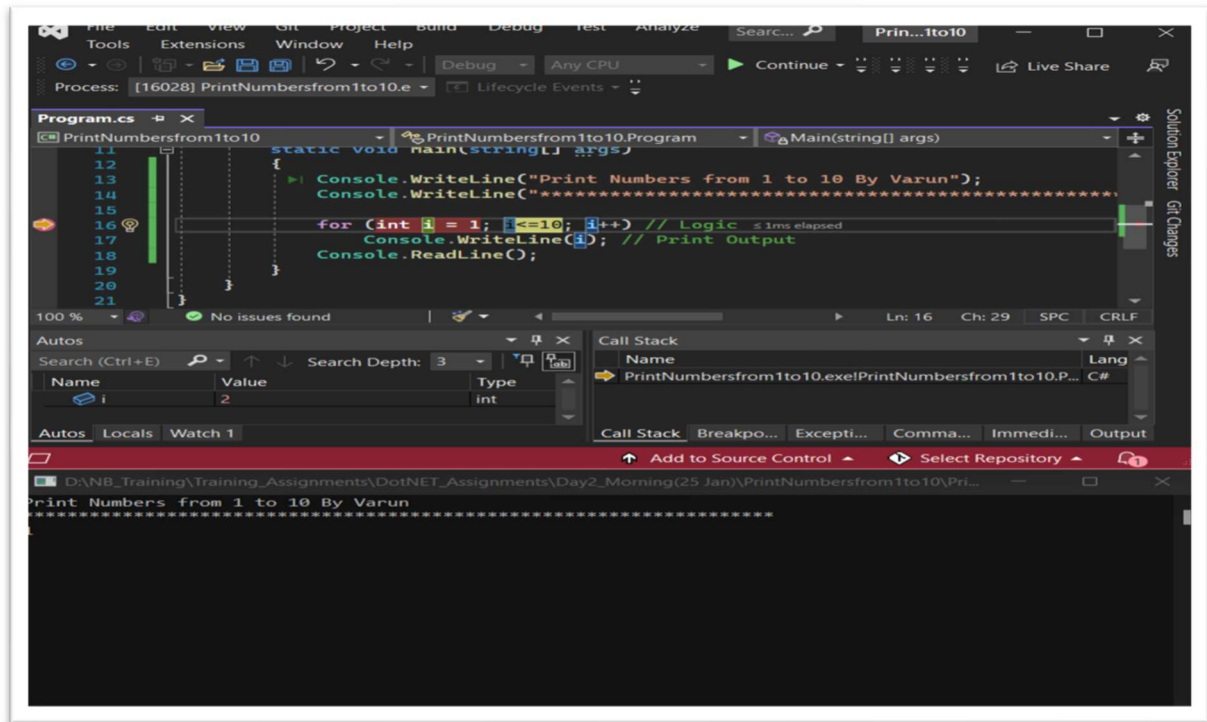 File Edit View Git Project Build Debug Test Analyze Searc... Prin...1to10
Tools Extensions Window Help
Debug Any CPU Continue Live Share
Process: [16028] PrintNumbersfrom1to10.e Lifecycle Events
Program.cs
C# PrintNumbersfrom1to10 PrintNumbersfrom1to10.Program Main(string[] args)
11 static void Main(string[] args)
12 {
13 Console.WriteLine("Print Numbers from 1 to 10 By Varun");
14 Console.WriteLine("*******************************************************
15
16 for (int i = 1; i<=10; i++) // Logic ≤ 1ms elapsed
17 Console.WriteLine(i); // Print Output
18 Console.ReadLine();
19 }
20 }
21 }
Solution Explorer
Git Changes
100 % No issues found Ln: 16 Ch: 29 SPC CRLF
Autos
Search (Ctrl+E) Search Depth: 3
Name Value Type
i 2 int
Autos Locals Watch 1
Call Stack
Name Lang
PrintNumbersfrom1to10.exe!PrintNumbersfrom1to10.P... C#
Call Stack Breakpo... Excepti... Comma... Immedi... Output
Add to Source Control Select Repository 1
D:\NB_Training\Training_Assignments\DotNET_Assignments\Day2_Morning(25 Jan)\PrintNumbersfrom1to10\Pri...
Print Numbers from 1 to 10 By Varun
************************************************************************
1